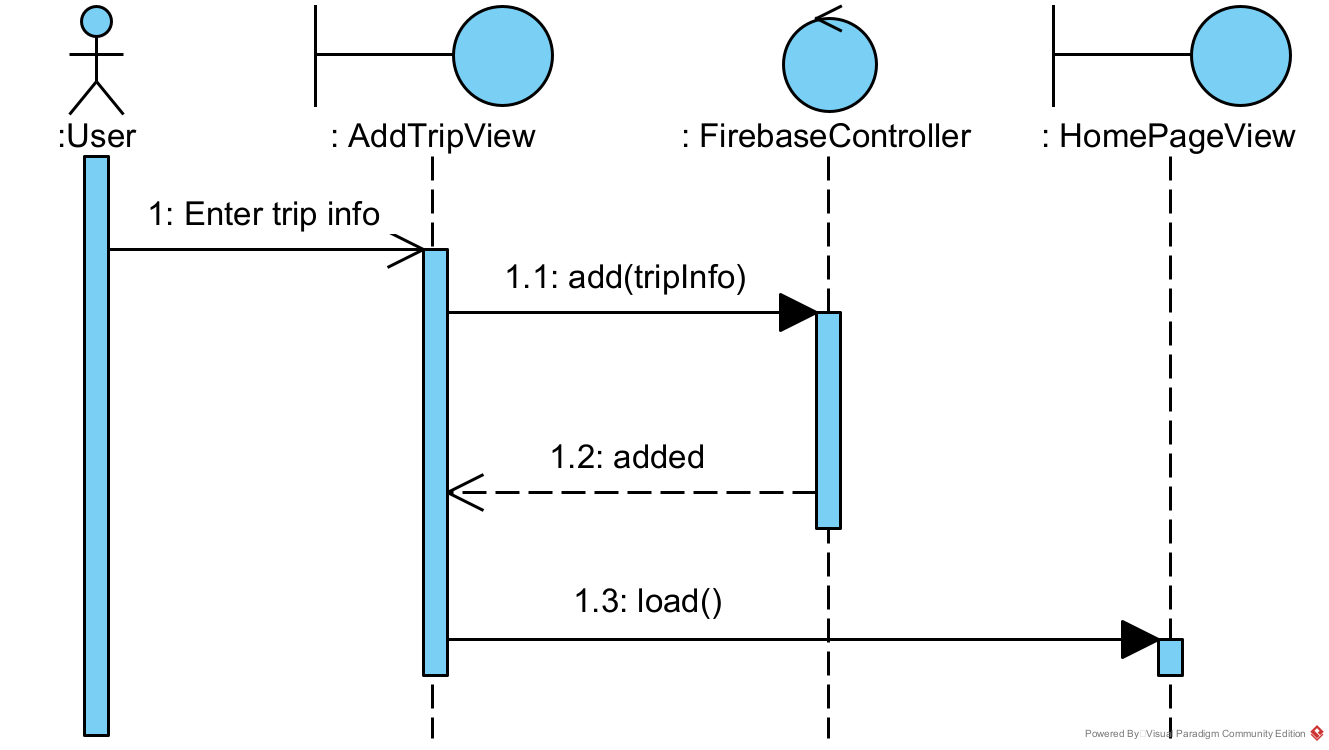 :User
: AddTripView
: FirebaseController
: HomePageView
1: Enter trip info
1.1: add(tripInfo)
1.2: added
1.3: load()
Powered By Visual Paradigm Community Edition